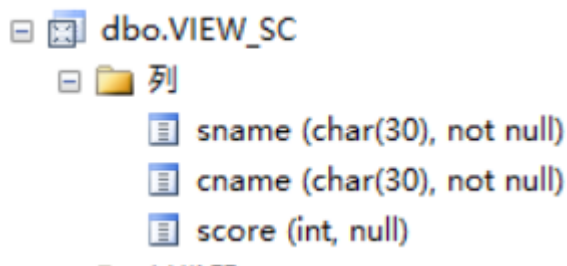 dbo.VIEW_SC
列
sname (char(30), not null)
cname (char(30), not null)
score (int, null)